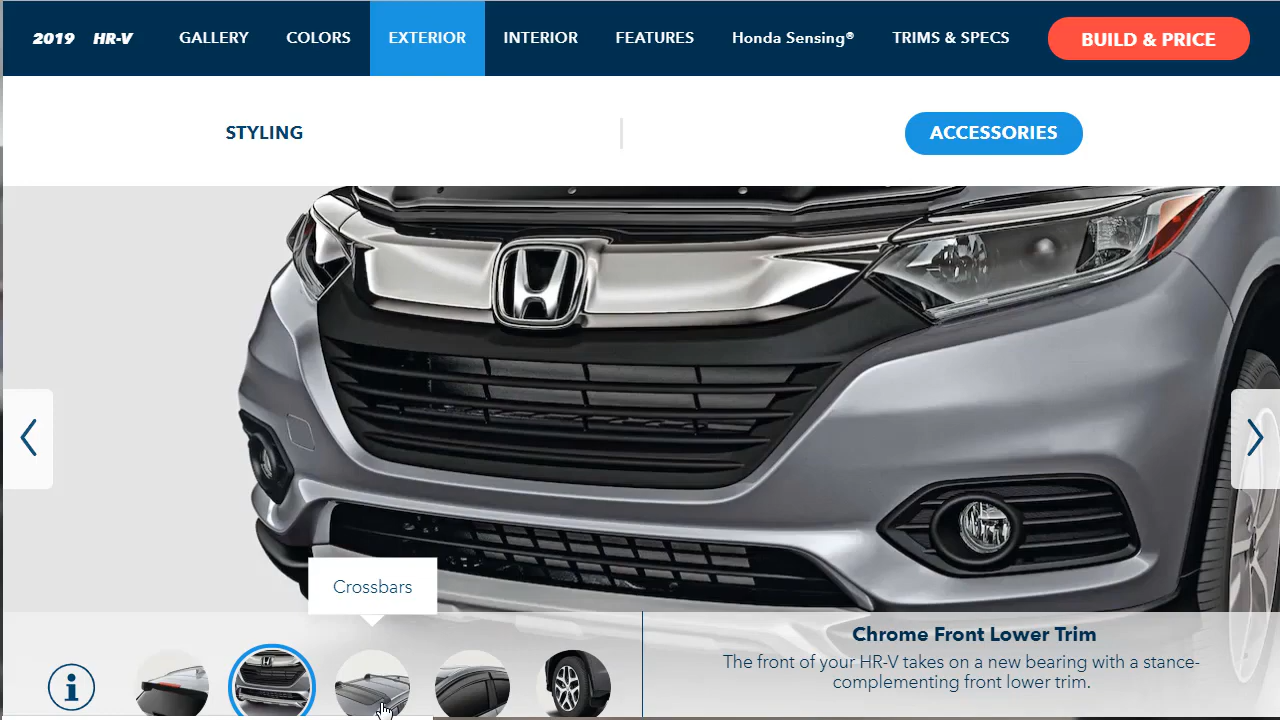 2019 HR-V GALLERY COLORS EXTERIOR INTERIOR FEATURES Honda Sensing® TRIMS & SPECS BUILD & PRICE
STYLING ACCESSORIES
Crossbars
Chrome Front Lower Trim
The front of your HR-V takes on a new bearing with a stance-
complementing front lower trim.